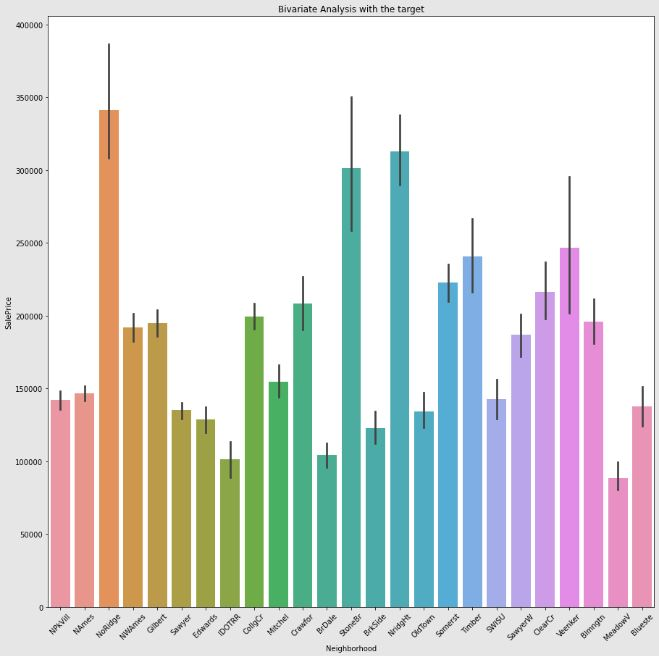 Bivariate Analysis with the target
400000
350000
300000
250000
200000
150000
100000
50000
0
SalePrice
NPkVill
NAmes
NoRidge
NWAmes
Gilbert
Sawyer
Edwards
IDOTRR
CollgCr
Mitchel
Crawfor
BrDale
StoneBr
BrkSide
NridgHt
OldTown
Somerst
Timber
SWISU
SawyerW
ClearCr
Veenker
Blmngtn
MeadowV
Blueste
Neighborhood